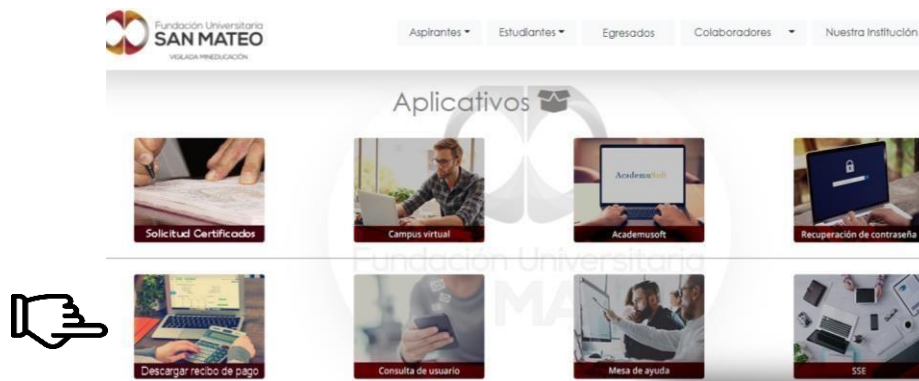 Fundación Universitaria
SAN MATEO
VIGILADA MINEDUCACIÓN
Aspirantes
Estudiantes
Egresados
Colaboradores
Nuestra Institución
Aplicativos
Solicitud Certificados
Campus virtual
AcademuSoft
Academusoft
Recuperación de contraseña
Fundación Universitaria
MA
Descargar recibo de pago
Consulta de usuario
Mesa de ayuda
SSE